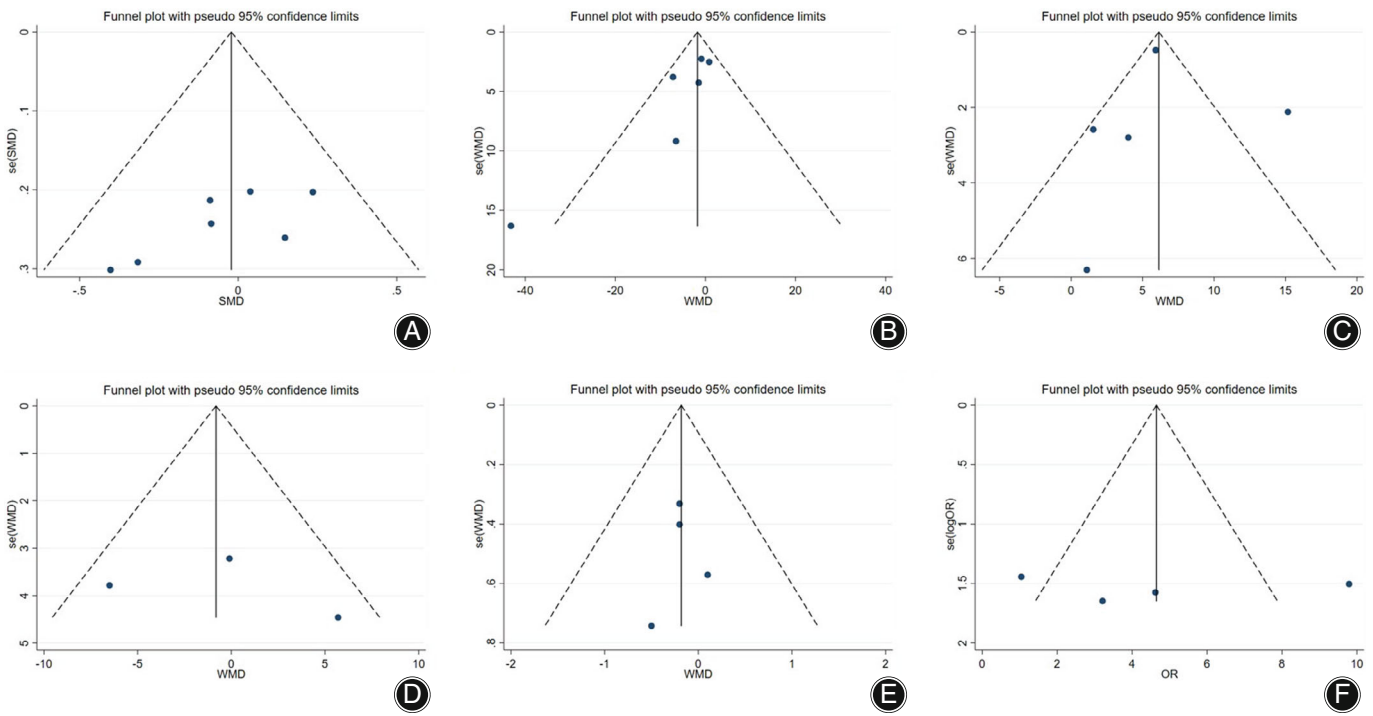 Funnel plot with pseudo 95% confidence limits
se(SMD)
0
.1
.2
.3
-.5
0
.5
SMD
A
Funnel plot with pseudo 95% confidence limits
se(WMD)
0
5
10
15
20
-40
-20
0
20
40
WMD
B
Funnel plot with pseudo 95% confidence limits
se(WMD)
0
2
4
6
-5
0
5
10
15
20
WMD
C
Funnel plot with pseudo 95% confidence limits
se(WMD)
0
1
2
3
4
5
-10
-5
0
5
10
WMD
D
Funnel plot with pseudo 95% confidence limits
se(WMD)
0
.2
.4
.6
.8
-2
-1
0
1
2
WMD
E
Funnel plot with pseudo 95% confidence limits
se(logOR)
0
.5
1
1.5
2
0
2
4
6
8
10
OR
F